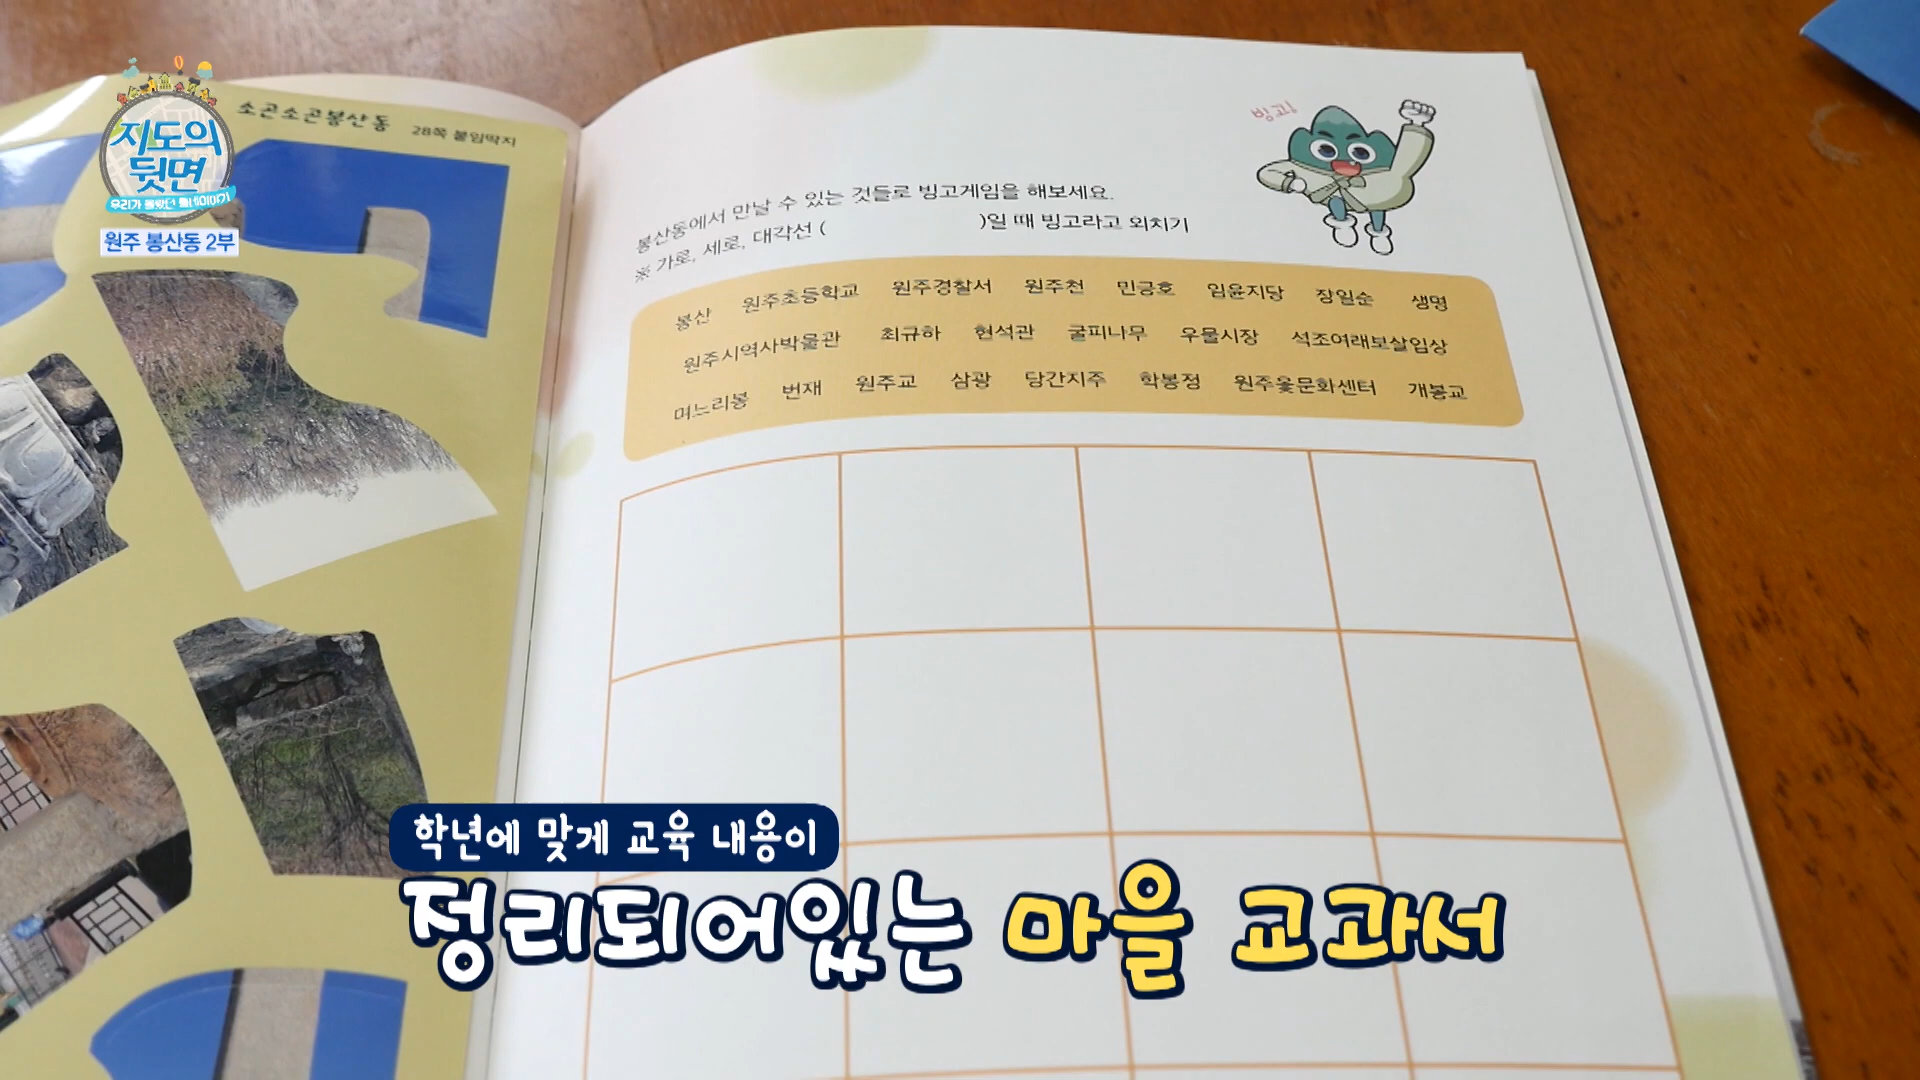 지도의
뒷면
우리가 몰랐던 동네이야기
원주 봉산동 2부
소곤소곤봉산동 28쪽 붙임딱지
빙고!
봉산동에서 만날 수 있는 것들로 빙고게임을 해보세요.
※ 가로, 세로, 대각선 ( )일 때 빙고라고 외치기
봉산 원주초등학교 원주경찰서 원주천 민긍호 임윤지당 장일순 생명
원주시역사박물관 최규하 현석관 굴피나무 우물시장 석조여래보살입상
며느리봉 번재 원주교 삼광 당간지주 학봉정 원주옻문화센터 개봉교
학년에 맞게 교육 내용이
정리되어있는 마을 교과서